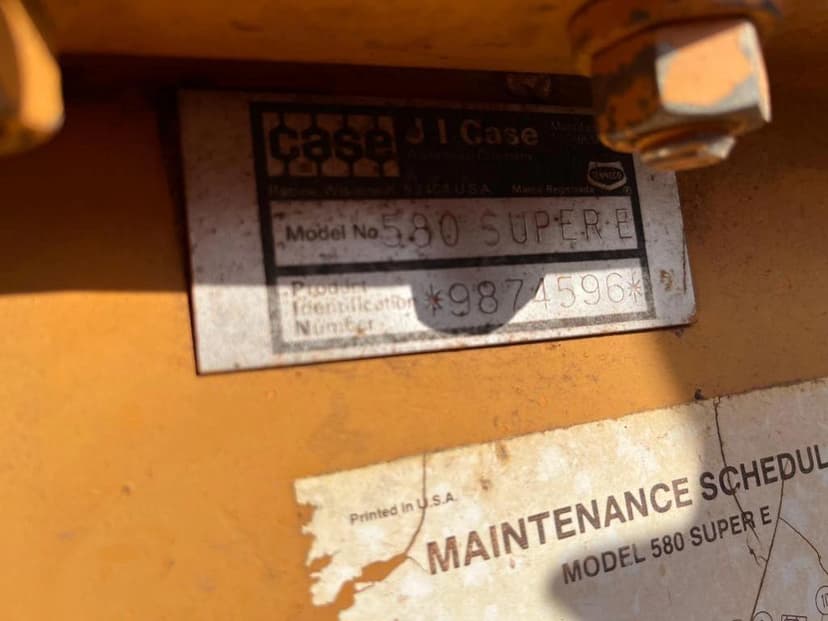 case J I Case
Racine, Wisconsin U.S.A. Marca Registrada
TENNECO
Model No. 580 SUPER E
Product
Identification *9874596*
Number
Printed in U.S.A.
MAINTENANCE SCHEDUL
MODEL 580 SUPER E